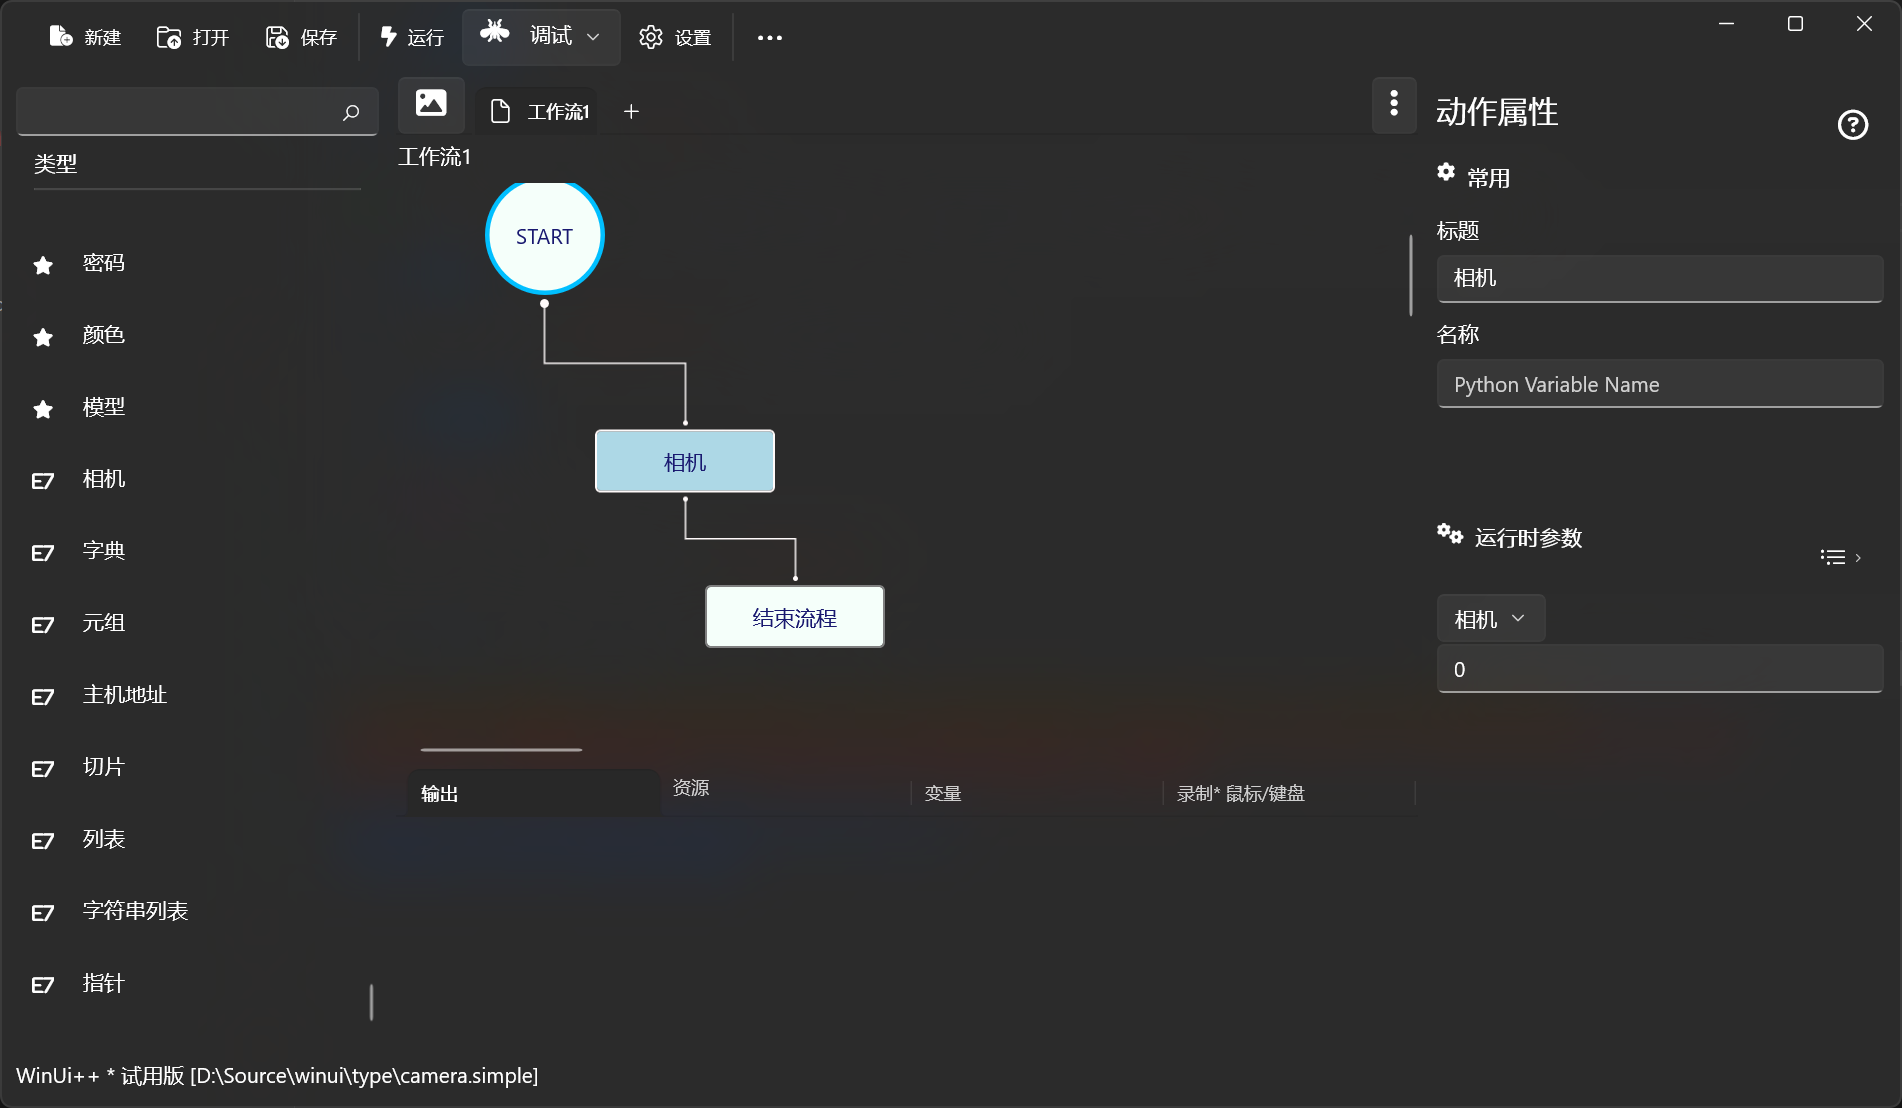 新建
打开
保存
运行
调试
设置
工作流1
类型
工作流1
密码
颜色
模型
相机
字典
元组
主机地址
切片
列表
字符串列表
指针
START
相机
结束流程
输出
资源
变量
录制* 鼠标/键盘
动作属性
常用
标题
相机
名称
Python Variable Name
运行时参数
相机
0
WinUi++ * 试用版 [D:\Source\winui\type\camera.simple]